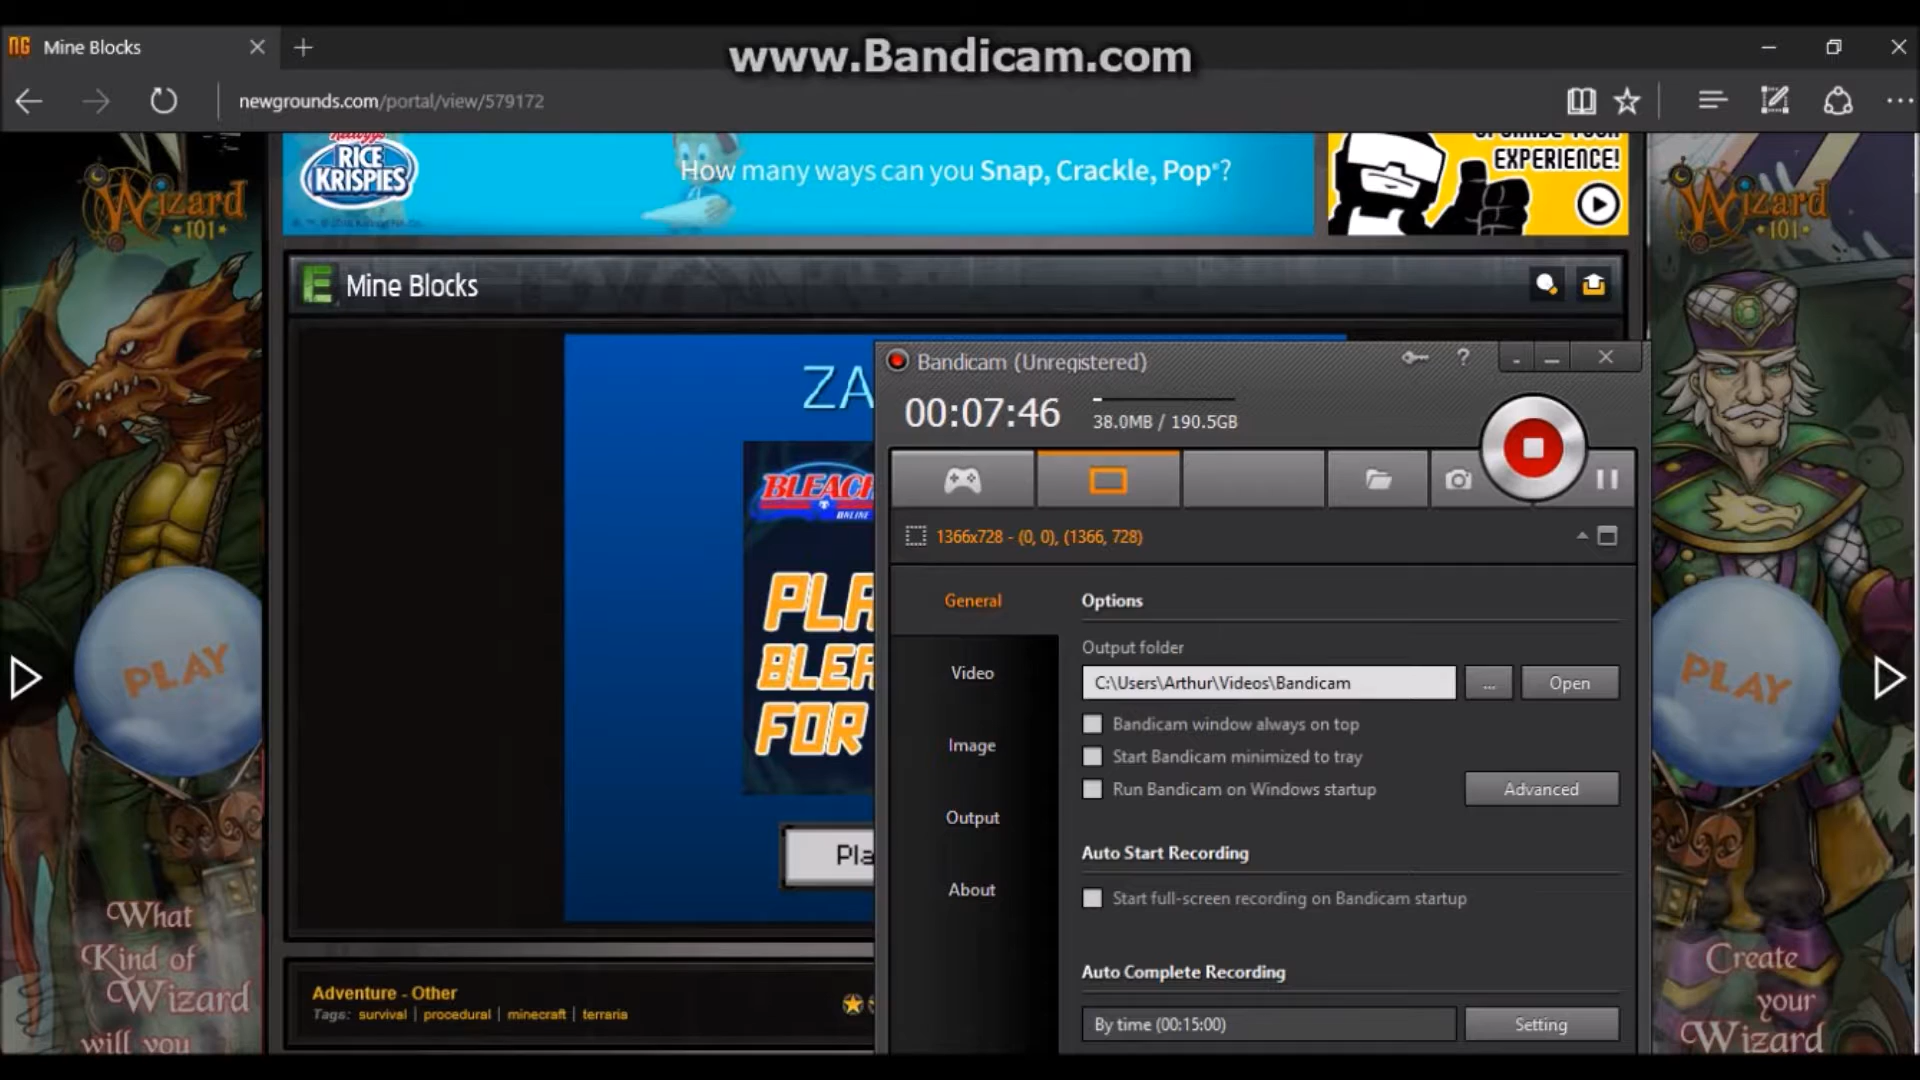 Mine Blocks
www.Bandicam.com
newgrounds.com/portal/view/579172
RICE
KRISPIES
How many ways can you Snap, Crackle, Pop?
EXPERIENCE!
Wizard
101
Wizard
101
Mine Blocks
ZA
Bandicam (Unregistered)
00:07:46
38.0MB / 190.5GB
BLEACH
ONLINE
1366x728 - (0, 0), (1366, 728)
PLA
BLEA
FOR
General
Video
Image
Output
About
Options
Output folder
C:\Users\Arthur\Videos\Bandicam
...
Open
Bandicam window always on top
Start Bandicam minimized to tray
Run Bandicam on Windows startup
Advanced
Auto Start Recording
Start full-screen recording on Bandicam startup
Auto Complete Recording
By time (00:15:00)
Setting
PLAY
PLAY
Pla
What
Kind of
Wizard
will you
Create
your
Wizard
Adventure - Other
Tags: survival | procedural | minecraft | terraria